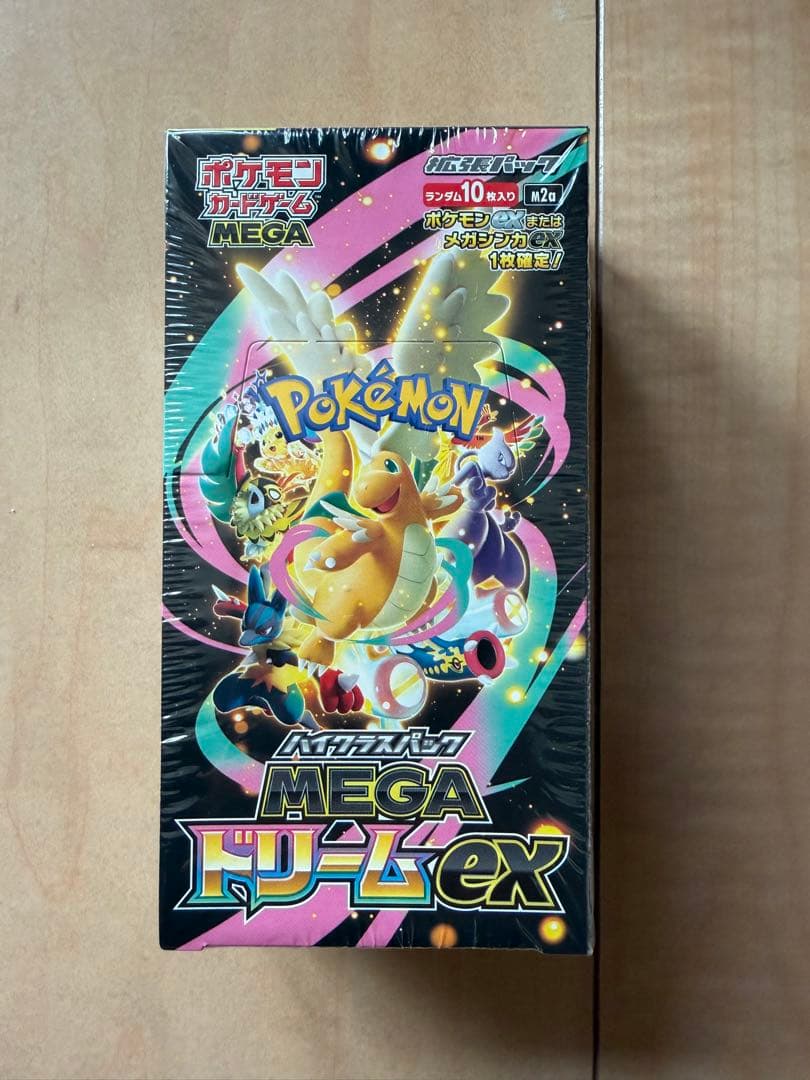 ポケモン
カードゲーム
MEGA
拡張パック
ランダム10枚入り M2a
ポケモンexまたは
メガシンカex
1枚確定!
POKéMON
TM
ハイクラスパック
MEGA
ドリームex